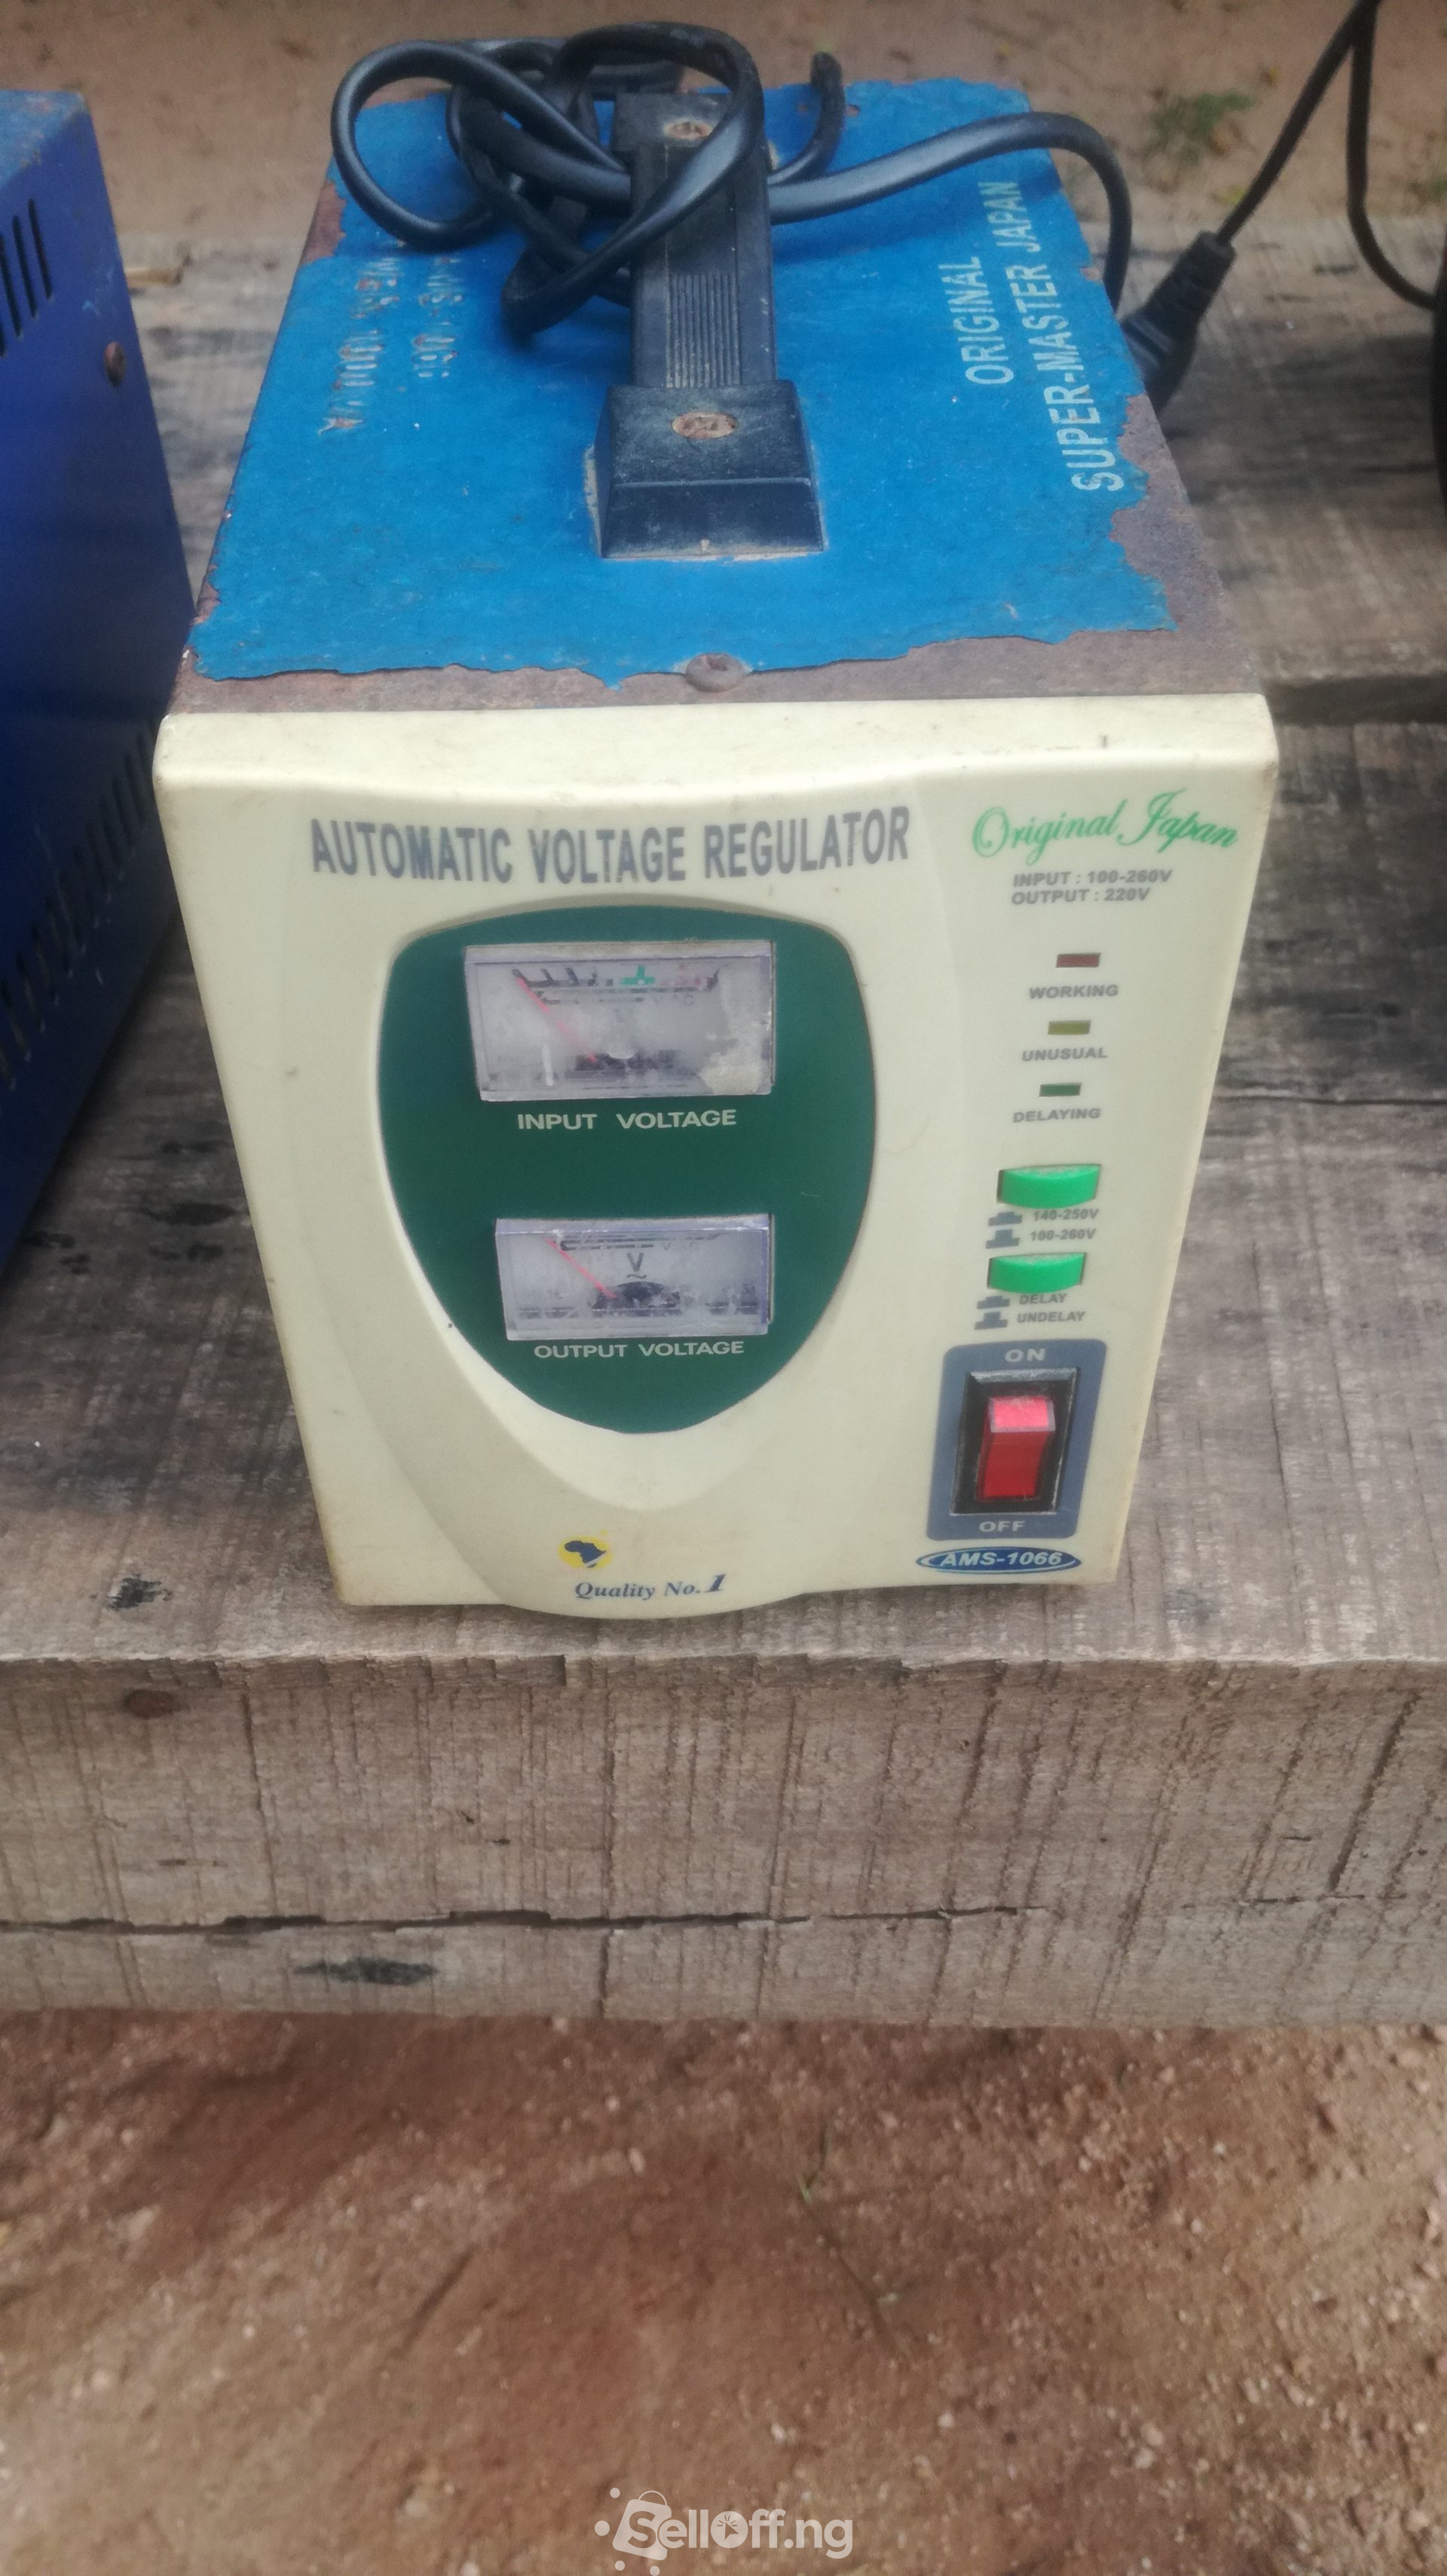 ORIGINAL
SUPER-MASTER JAPAN
AUTOMATIC VOLTAGE REGULATOR
Original Japan
INPUT : 100-260V
OUTPUT : 220V
WORKING
UNUSUAL
DELAYING
INPUT VOLTAGE
140-250V
100-260V
DELAY
UNDELAY
V
OUTPUT VOLTAGE
ON
OFF
AMS-1066
Quality No.1
SellOff.ng